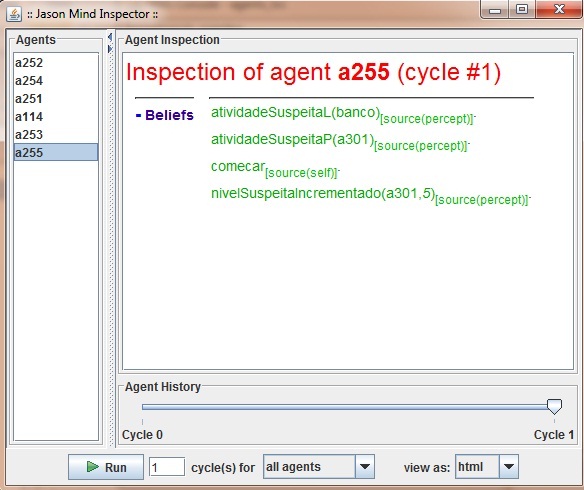 :: Jason Mind Inspector ::
Agents
a252
a254
a251
a114
a253
a255
Agent Inspection
Inspection of agent a255 (cycle #1)
- Beliefs
atividadeSuspeitaL(banco)[source(percept)].
atividadeSuspeitaP(a301)[source(percept)].
comecar[source(self)].
nivelSuspeitaIncrementado(a301,5)[source(percept)].
Agent History
Cycle 0 Cycle 1
Run 1 cycle(s) for all agents view as: html